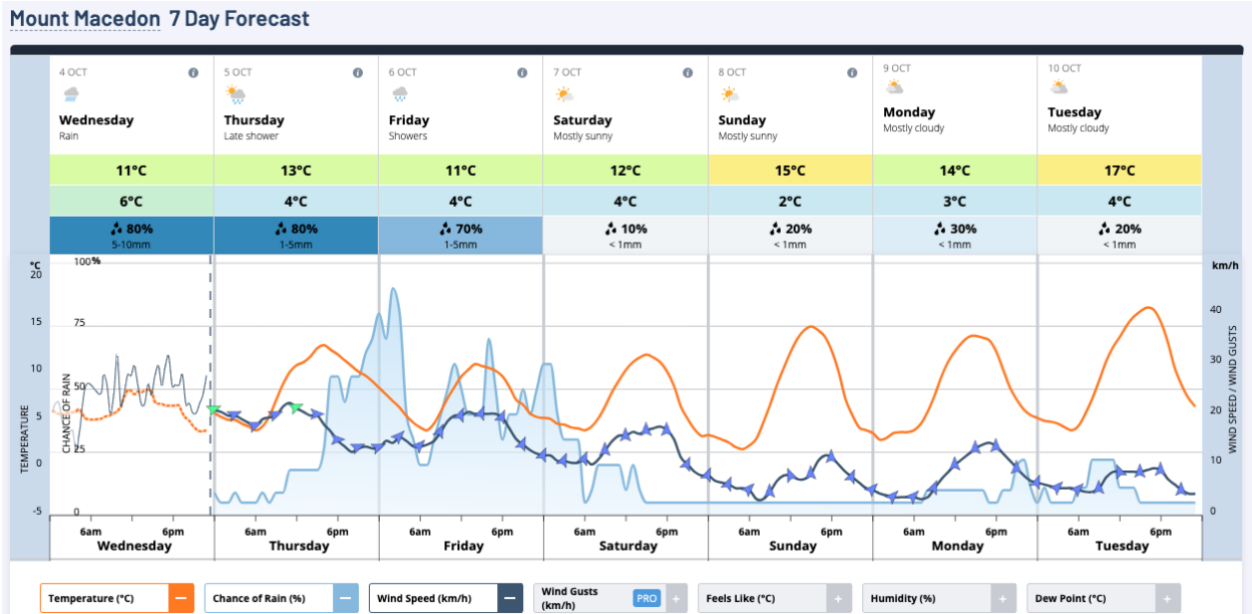 Mount Macedon 7 Day Forecast
4 OCT 5 OCT 6 OCT 7 OCT 8 OCT 9 OCT 10 OCT
Wednesday Thursday Friday Saturday Sunday Monday Tuesday
Rain Late shower Showers Mostly sunny Mostly sunny Mostly cloudy Mostly cloudy
11°C 13°C 11°C 12°C 15°C 14°C 17°C
6°C 4°C 4°C 4°C 2°C 3°C 4°C
80% 80% 70% 10% 20% 30% 20%
5-10mm 1-5mm 1-5mm < 1mm < 1mm < 1mm < 1mm
°C 100% km/h
20
40
15 75
10 30
50
5 20
25
0 10
-5 0 0
TEMPERATURE
CHANCE OF RAIN
WIND SPEED / WIND GUSTS
6am 6pm 6am 6pm 6am 6pm 6am 6pm 6am 6pm 6am 6pm 6am 6pm
Wednesday Thursday Friday Saturday Sunday Monday Tuesday
Temperature (°C) − Chance of Rain (%) − Wind Speed (km/h) − Wind Gusts (km/h) PRO + Feels Like (°C) + Humidity (%) + Dew Point (°C) +